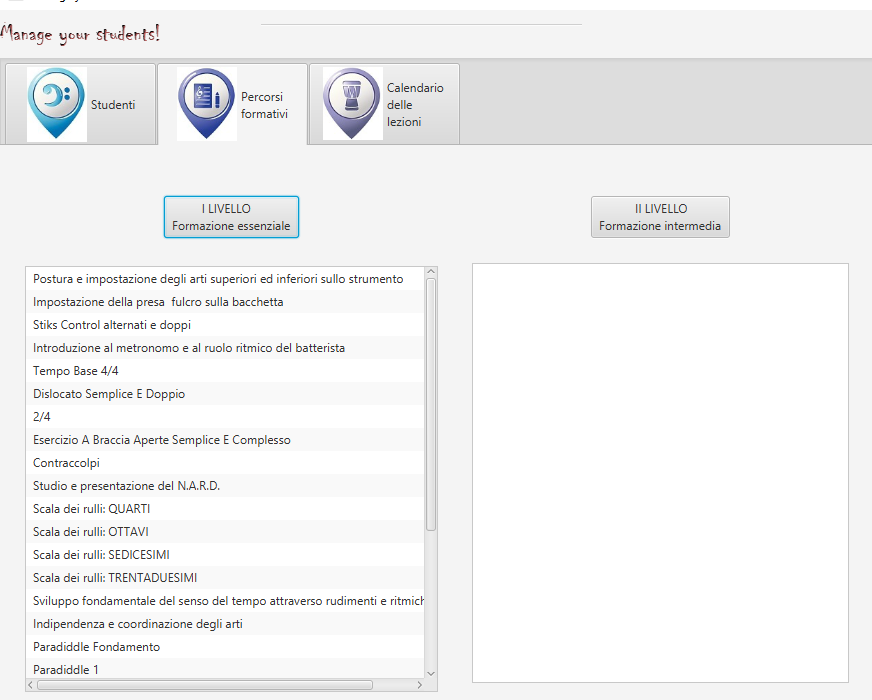 Manage your students!
Studenti
Percorsi
formativi
Calendario
delle
lezioni
I LIVELLO
Formazione essenziale
II LIVELLO
Formazione intermedia
Postura e impostazione degli arti superiori ed inferiori sullo strumento
Impostazione della presa  fulcro sulla bacchetta
Stiks Control alternati e doppi
Introduzione al metronomo e al ruolo ritmico del batterista
Tempo Base 4/4
Dislocato Semplice E Doppio
2/4
Esercizio A Braccia Aperte Semplice E Complesso
Contraccolpi
Studio e presentazione del N.A.R.D.
Scala dei rulli: QUARTI
Scala dei rulli: OTTAVI
Scala dei rulli: SEDICESIMI
Scala dei rulli: TRENTADUESIMI
Sviluppo fondamentale del senso del tempo attraverso rudimenti e ritmich
Indipendenza e coordinazione degli arti
Paradiddle Fondamento
Paradiddle 1